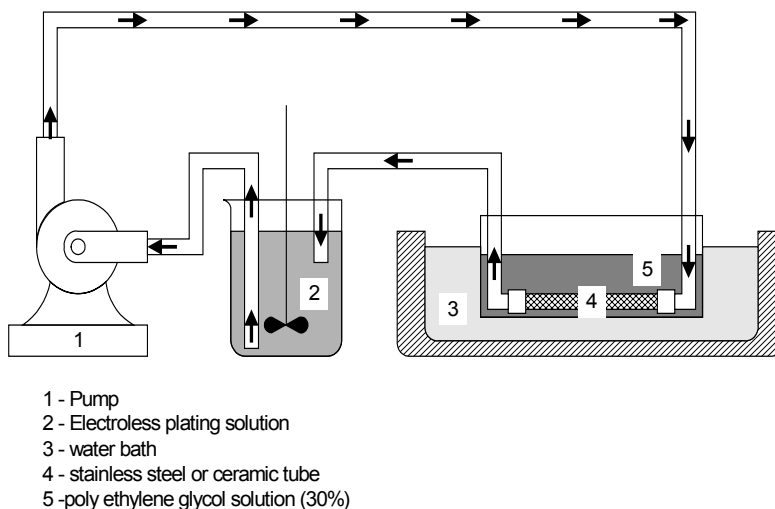 2
5
4
3
1
1 - Pump
2 - Electroless plating solution
3 - water bath
4 - stainless steel or ceramic tube
5 -poly ethylene glycol solution (30%)